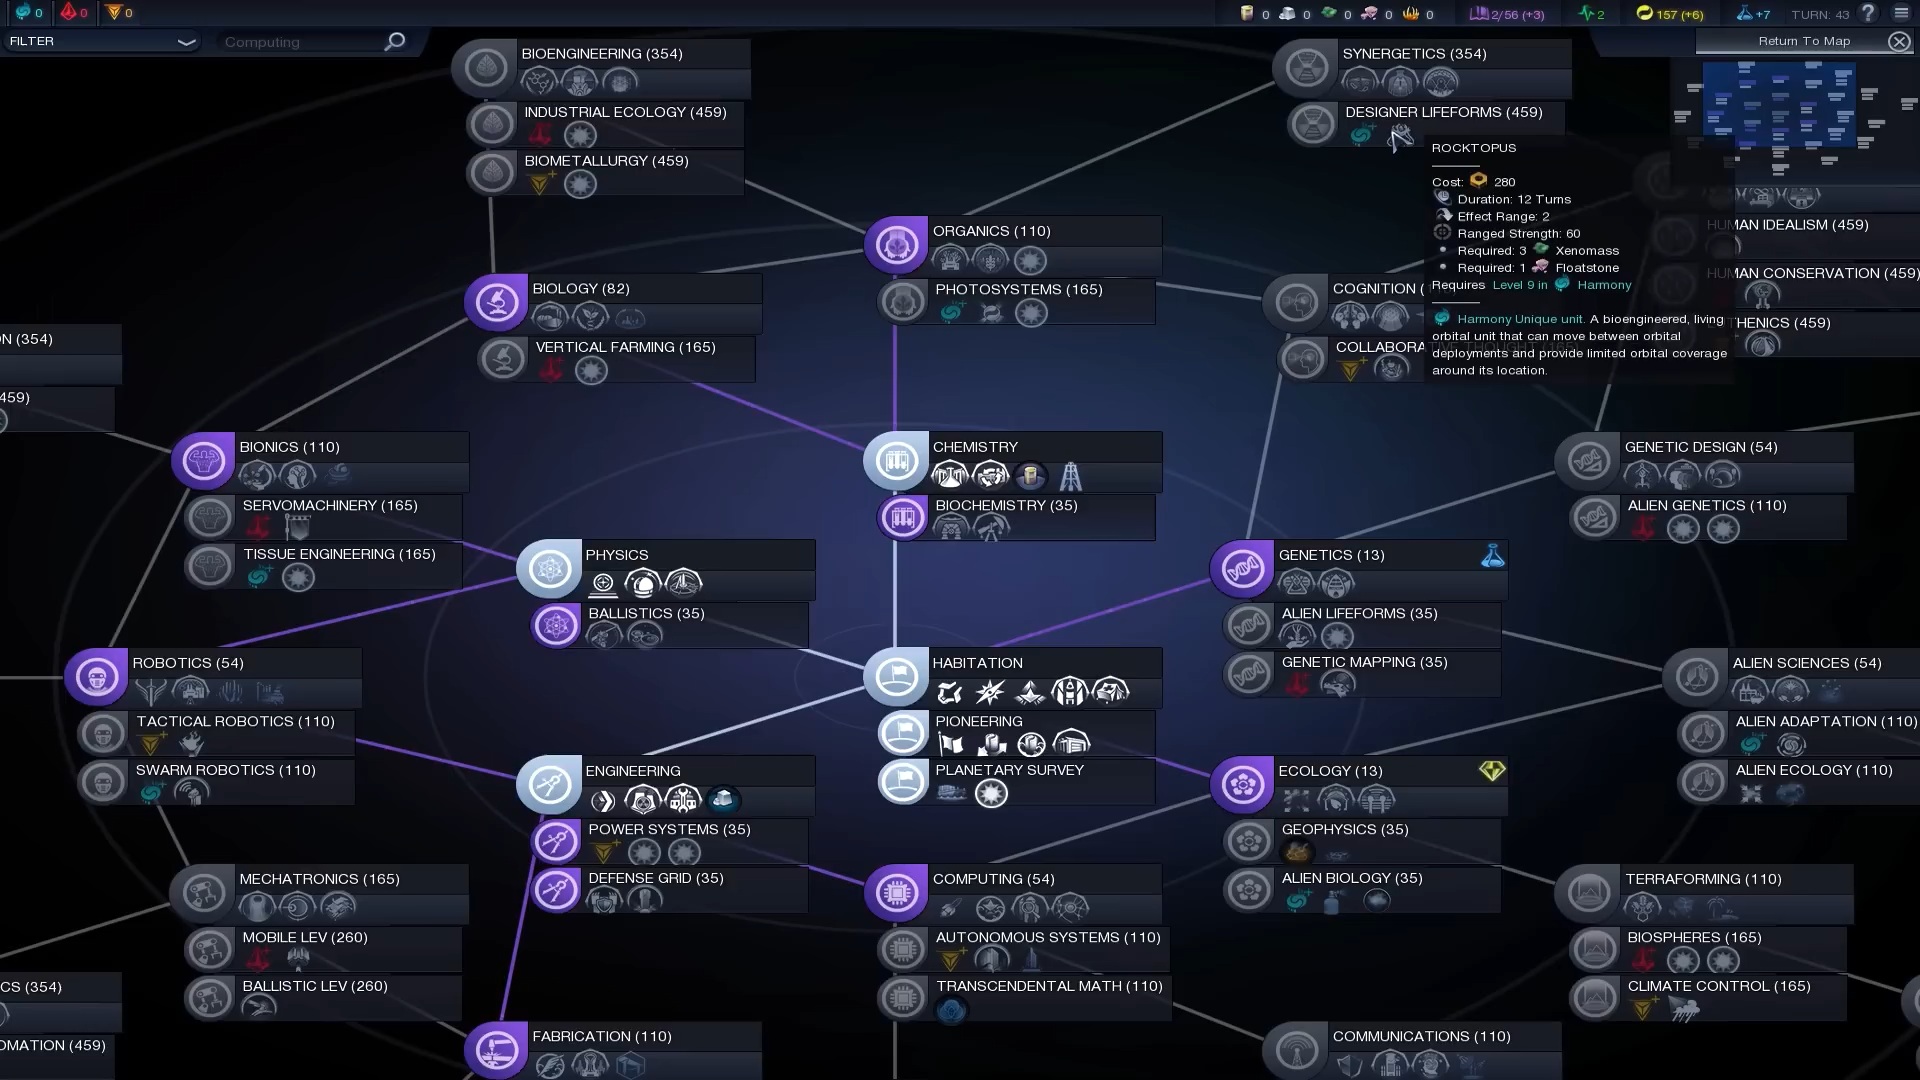 0 0 0
0 0 0 0 0 2/56 (+3) 2 157 (+6) +7 TURN: 43 ?
FILTER
Computing
Return To Map
BIOENGINEERING (354)
INDUSTRIAL ECOLOGY (459)
BIOMETALLURGY (459)
SYNERGETICS (354)
DESIGNER LIFEFORMS (459)
ROCKTOPUS
Cost: 280
Duration: 12 Turns
Effect Range: 2
Ranged Strength: 60
Required: 3 Xenomass
Required: 1 Floatstone
Requires Level 9 in Harmony
Harmony Unique unit. A bioengineered, living
orbital unit that can move between orbital
deployments and provide limited orbital coverage
around its location.
HUMAN IDEALISM (459)
HUMAN CONSERVATION (459)
THENICS (459)
ORGANICS (110)
PHOTOSYSTEMS (165)
BIOLOGY (82)
VERTICAL FARMING (165)
COGNITION (
COLLABORA
N (354)
459)
BIONICS (110)
SERVOMACHINERY (165)
TISSUE ENGINEERING (165)
CHEMISTRY
BIOCHEMISTRY (35)
GENETIC DESIGN (54)
ALIEN GENETICS (110)
PHYSICS
BALLISTICS (35)
GENETICS (13)
ALIEN LIFEFORMS (35)
GENETIC MAPPING (35)
ROBOTICS (54)
TACTICAL ROBOTICS (110)
SWARM ROBOTICS (110)
HABITATION
PIONEERING
PLANETARY SURVEY
ALIEN SCIENCES (54)
ALIEN ADAPTATION (110)
ALIEN ECOLOGY (110)
ENGINEERING
POWER SYSTEMS (35)
DEFENSE GRID (35)
ECOLOGY (13)
GEOPHYSICS (35)
ALIEN BIOLOGY (35)
MECHATRONICS (165)
MOBILE LEV (260)
BALLISTIC LEV (260)
COMPUTING (54)
AUTONOMOUS SYSTEMS (110)
TRANSCENDENTAL MATH (110)
TERRAFORMING (110)
BIOSPHERES (165)
CLIMATE CONTROL (165)
CS (354)
OMATION (459)
FABRICATION (110)
COMMUNICATIONS (110)